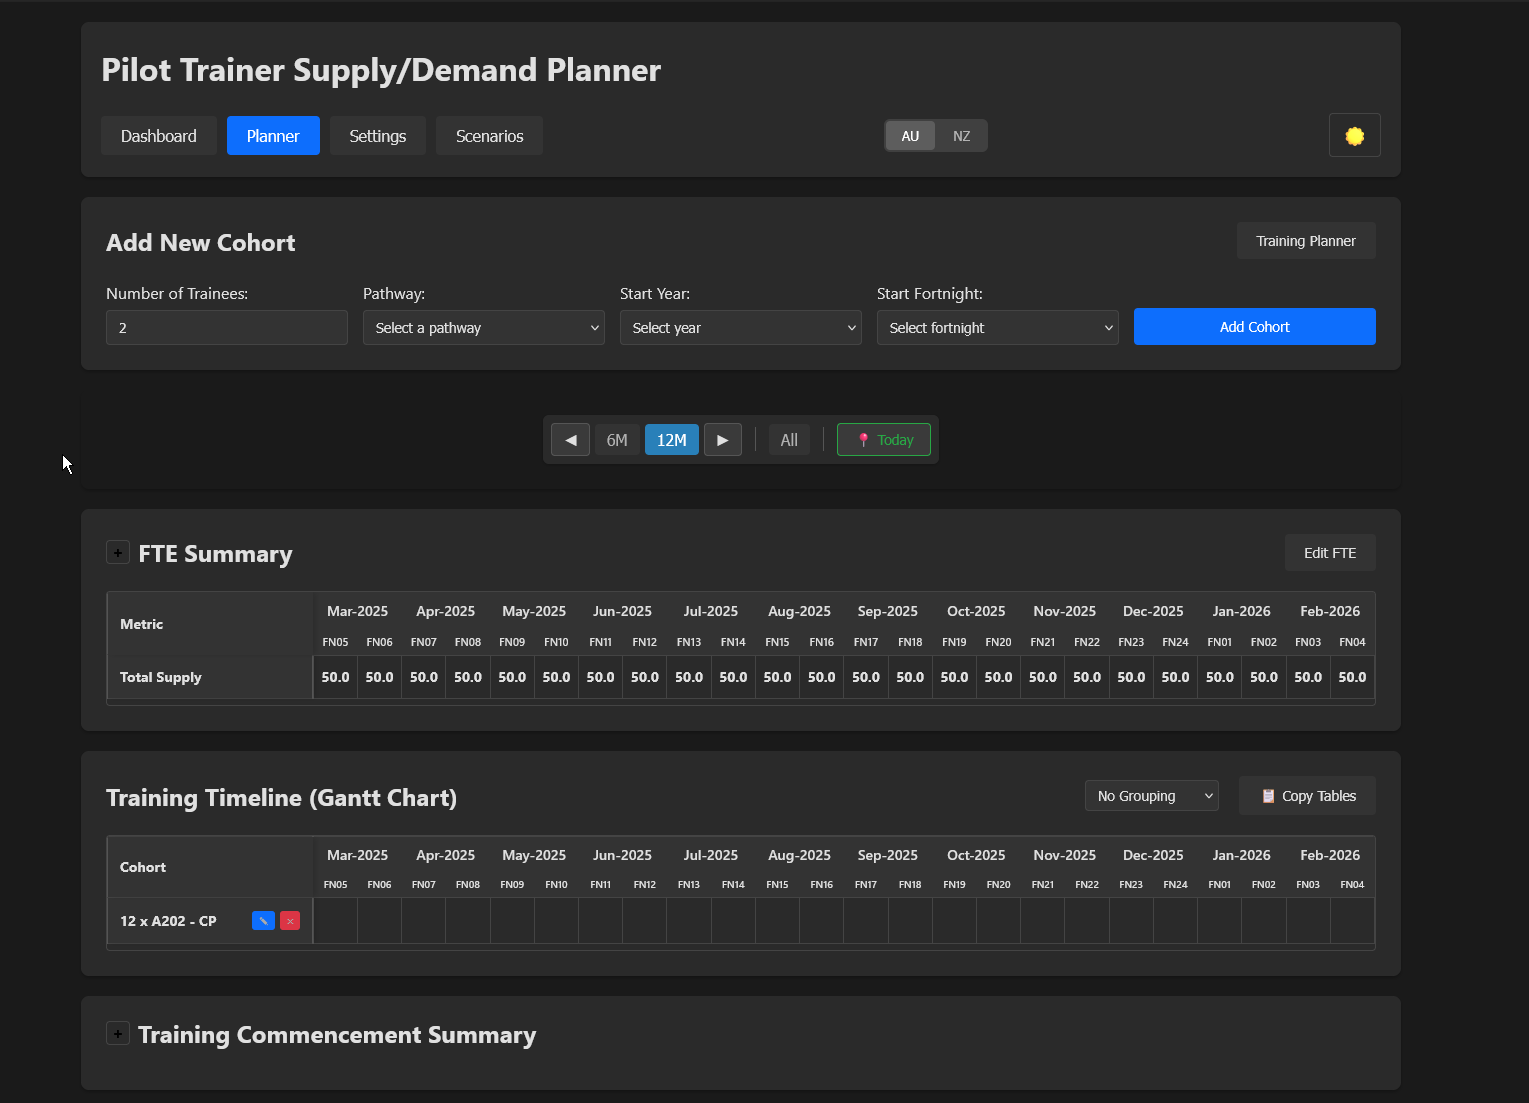 Pilot Trainer Supply/Demand Planner
Dashboard Planner Settings Scenarios AU NZ
Add New Cohort Training Planner
Number of Trainees: Pathway: Start Year: Start Fortnight:
2 Select a pathway Select year Select fortnight Add Cohort
◀ 6M 12M ▶ All Today
+ FTE Summary Edit FTE
Metric Mar-2025 Apr-2025 May-2025 Jun-2025 Jul-2025 Aug-2025 Sep-2025 Oct-2025 Nov-2025 Dec-2025 Jan-2026 Feb-2026
FN05 FN06 FN07 FN08 FN09 FN10 FN11 FN12 FN13 FN14 FN15 FN16 FN17 FN18 FN19 FN20 FN21 FN22 FN23 FN24 FN01 FN02 FN03 FN04
Total Supply 50.0 50.0 50.0 50.0 50.0 50.0 50.0 50.0 50.0 50.0 50.0 50.0 50.0 50.0 50.0 50.0 50.0 50.0 50.0 50.0 50.0 50.0 50.0 50.0
Training Timeline (Gantt Chart) No Grouping Copy Tables
Cohort Mar-2025 Apr-2025 May-2025 Jun-2025 Jul-2025 Aug-2025 Sep-2025 Oct-2025 Nov-2025 Dec-2025 Jan-2026 Feb-2026
FN05 FN06 FN07 FN08 FN09 FN10 FN11 FN12 FN13 FN14 FN15 FN16 FN17 FN18 FN19 FN20 FN21 FN22 FN23 FN24 FN01 FN02 FN03 FN04
12 x A202 - CP
+ Training Commencement Summary